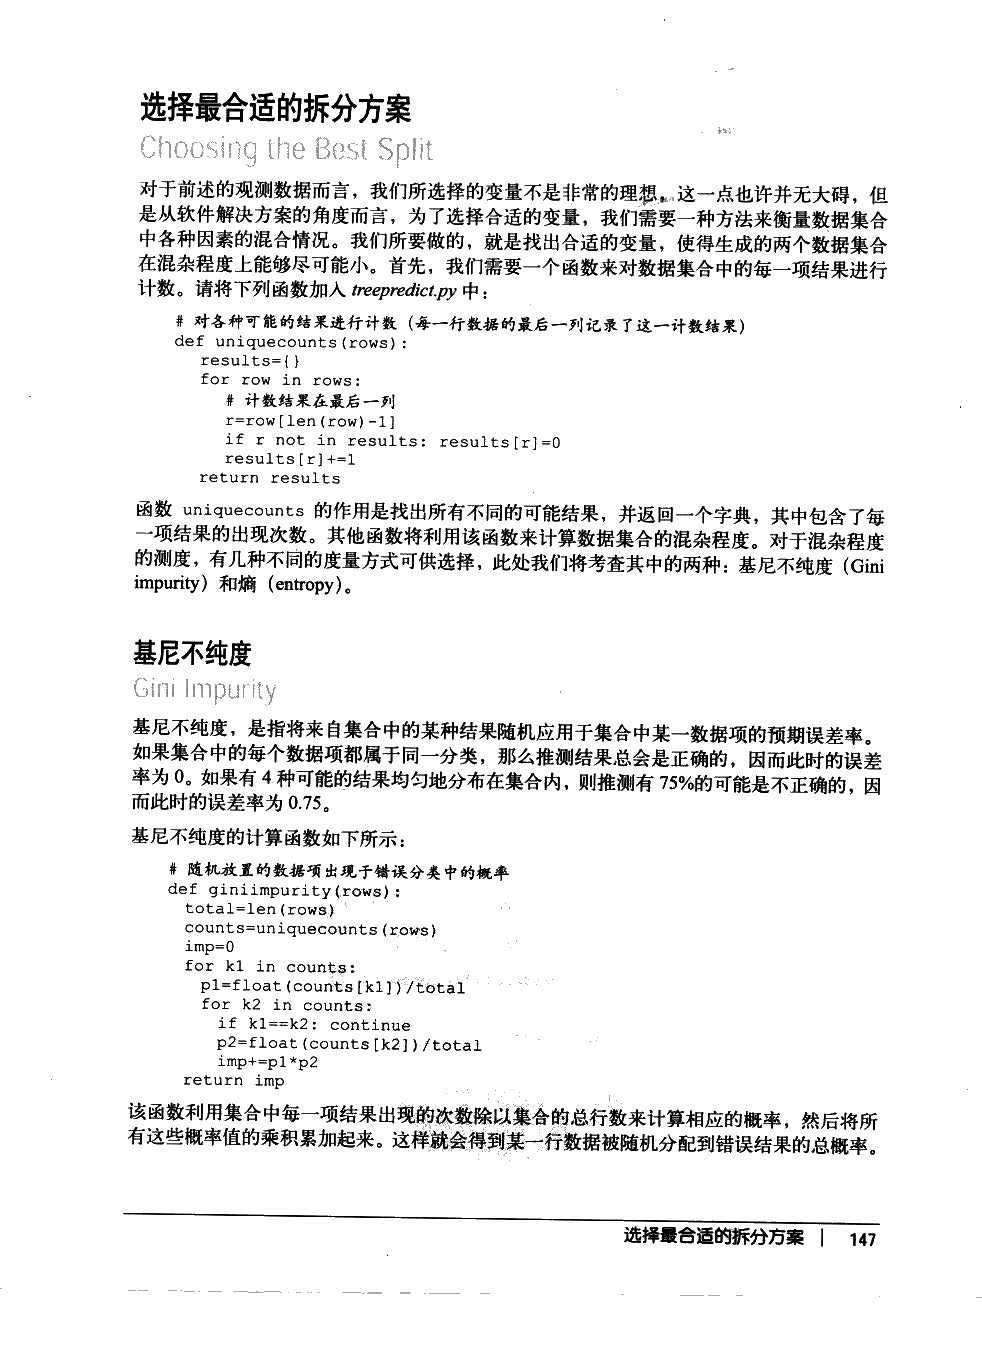 选择最合适的拆分方案
Choosing the Best Split
对于前述的观测数据而言，我们所选择的变量不是非常的理想。这一点也许并无大碍，但
是从软件解决方案的角度而言，为了选择合适的变量，我们需要一种方法来衡量数据集合
中各种因素的混合情况。我们所要做的，就是找出合适的变量，使得生成的两个数据集合
在混杂程度上能够尽可能小。首先，我们需要一个函数来对数据集合中的每一项结果进行
计数。请将下列函数加入 treepredict.py 中：
# 对各种可能的结果进行计数（每一行数据的最后一列记录了这一计数结果）
def uniquecounts(rows):
results={}
for row in rows:
# 计数结果在最后一列
r=row[len(row)-1]
if r not in results: results[r]=0
results[r]+=1
return results
函数 uniquecounts 的作用是找出所有不同的可能结果，并返回一个字典，其中包含了每
一项结果的出现次数。其他函数将利用该函数来计算数据集合的混杂程度。对于混杂程度
的测度，有几种不同的度量方式可供选择，此处我们将考查其中的两种：基尼不纯度（Gini
impurity）和熵（entropy）。
基尼不纯度
Gini Impurity
基尼不纯度，是指将来自集合中的某种结果随机应用于集合中某一数据项的预期误差率。
如果集合中的每个数据项都属于同一分类，那么推测结果总会是正确的，因而此时的误差
率为 0。如果有 4 种可能的结果均匀地分布在集合内，则推测有 75%的可能是不正确的，因
而此时的误差率为 0.75。
基尼不纯度的计算函数如下所示：
# 随机放置的数据项出现于错误分类中的概率
def giniimpurity(rows):
total=len(rows)
counts=uniquecounts(rows)
imp=0
for k1 in counts:
p1=float(counts[k1])/total
for k2 in counts:
if k1==k2: continue
p2=float(counts[k2])/total
imp+=p1*p2
return imp
该函数利用集合中每一项结果出现的次数除以集合的总行数来计算相应的概率，然后将所
有这些概率值的乘积累加起来。这样就会得到某一行数据被随机分配到错误结果的总概率。
选择最合适的拆分方案 | 147